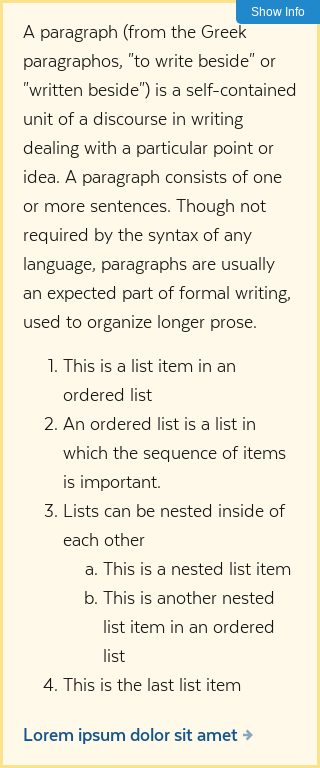 Show Info
A paragraph (from the Greek
paragraphos, "to write beside" or
"written beside") is a self-contained
unit of a discourse in writing
dealing with a particular point or
idea. A paragraph consists of one
or more sentences. Though not
required by the syntax of any
language, paragraphs are usually
an expected part of formal writing,
used to organize longer prose.
1. This is a list item in an
ordered list
2. An ordered list is a list in
which the sequence of items
is important.
3. Lists can be nested inside of
each other
a. This is a nested list item
b. This is another nested
list item in an ordered
list
4. This is the last list item
Lorem ipsum dolor sit amet →